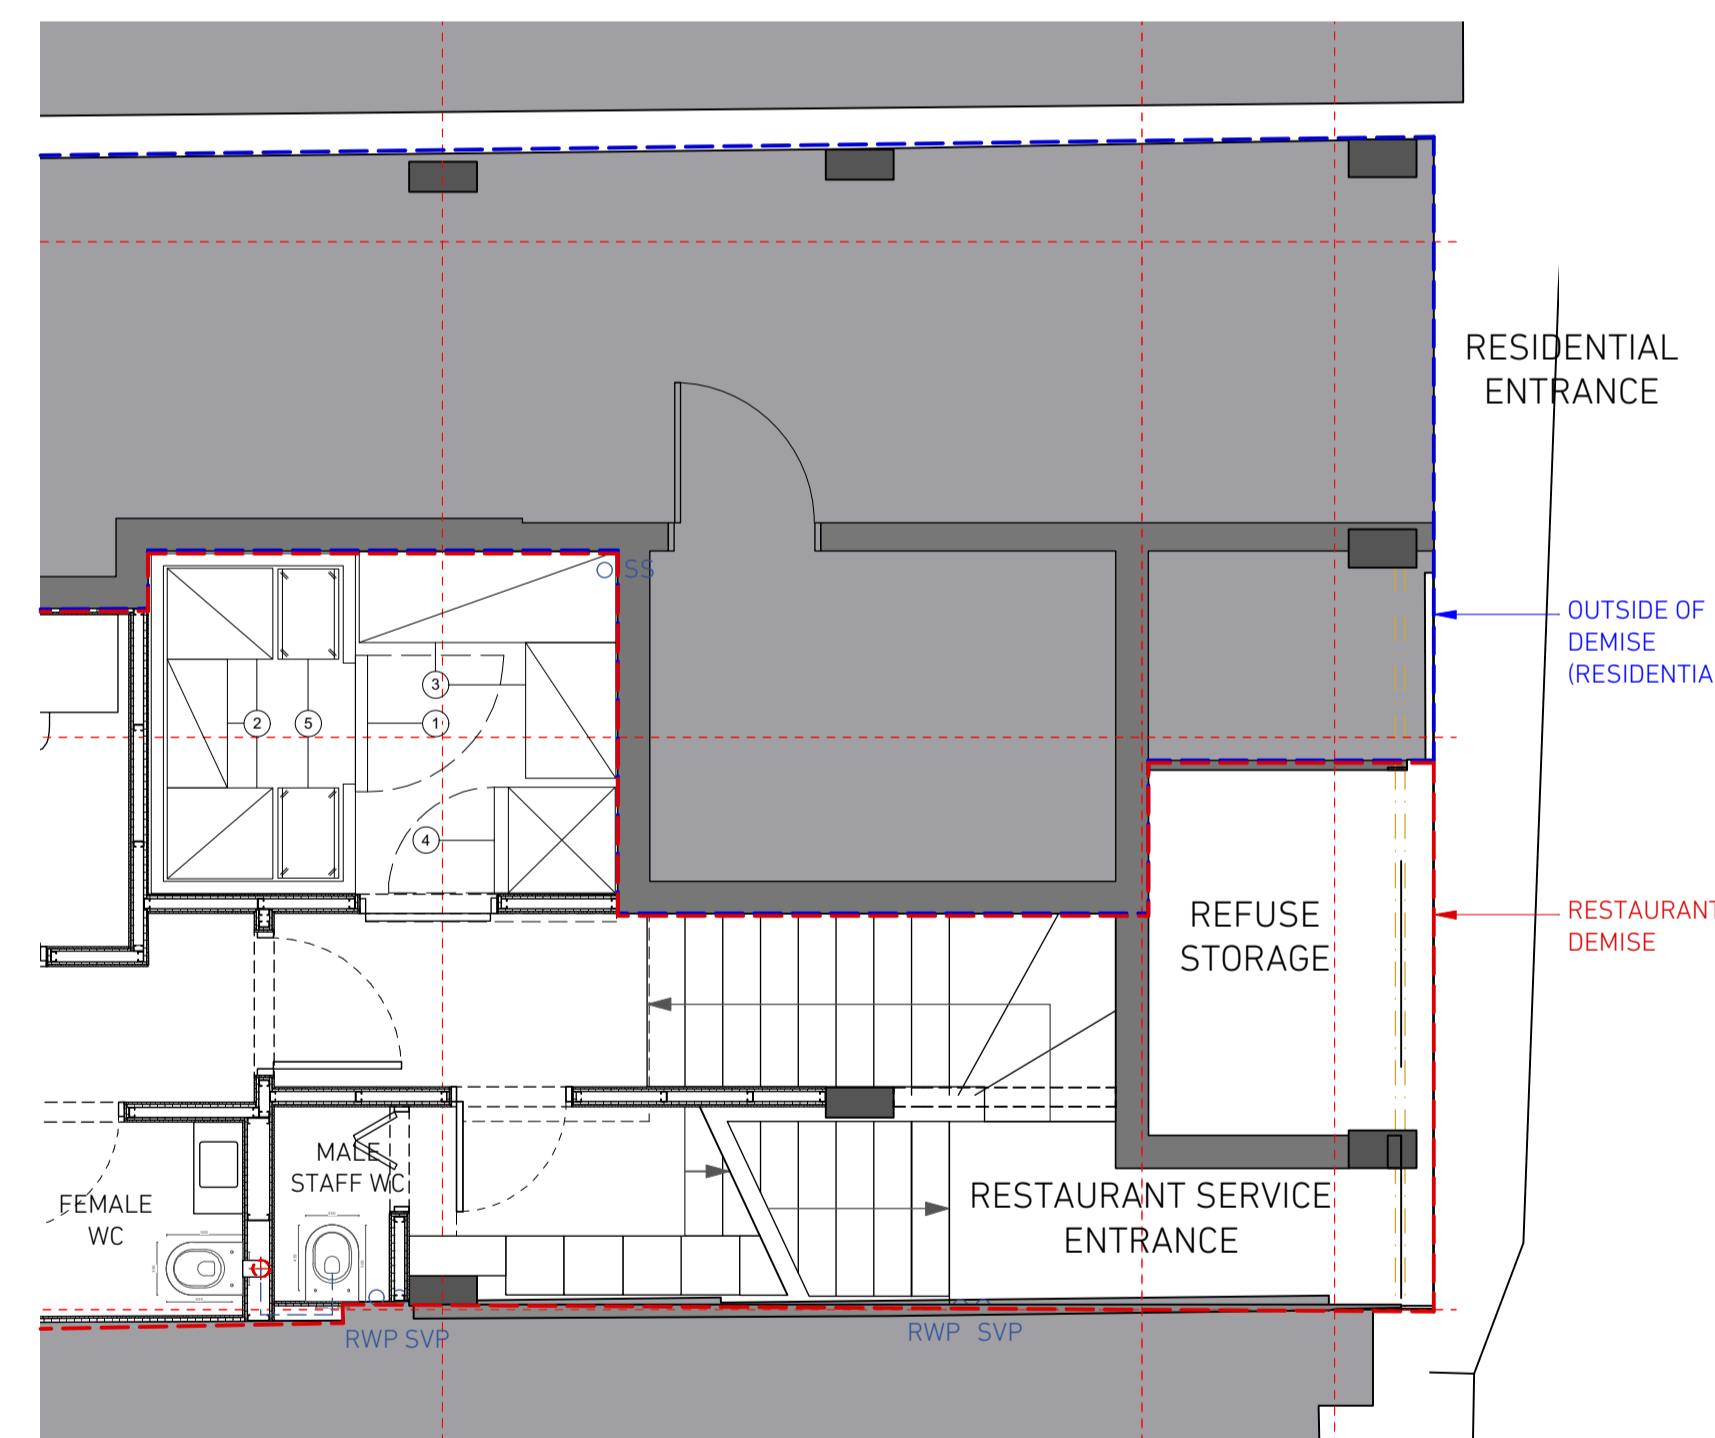 RESIDENTIAL
ENTRANCE
SS
OUTSIDE OF
DEMISE
(RESIDENTIA
3
2
5
1
4
REFUSE
STORAGE
RESTAURANT
DEMISE
MALE
STAFF WC
FEMALE
WC
RESTAURANT SERVICE
ENTRANCE
RWP SVP
RWP SVP